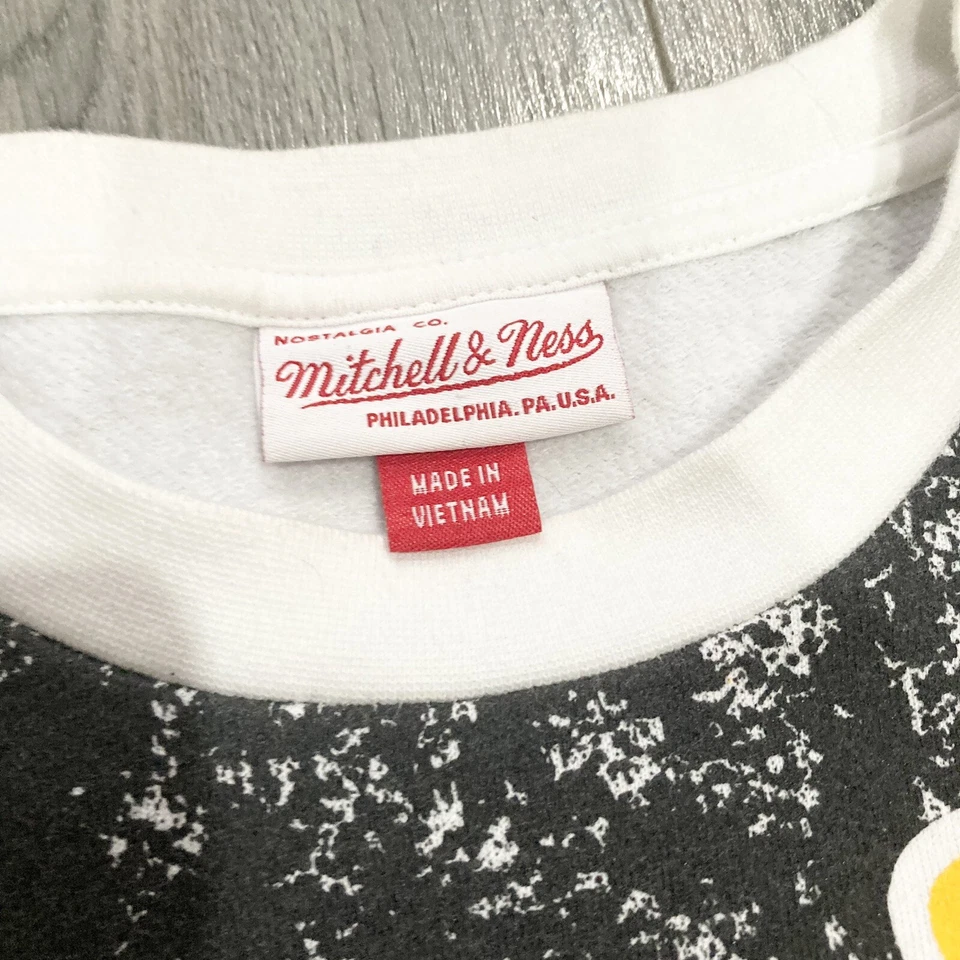 NOSTALGIA CO.
Mitchell & Ness
PHILADELPHIA. PA. U.S.A.
MADE IN
VIETNAM